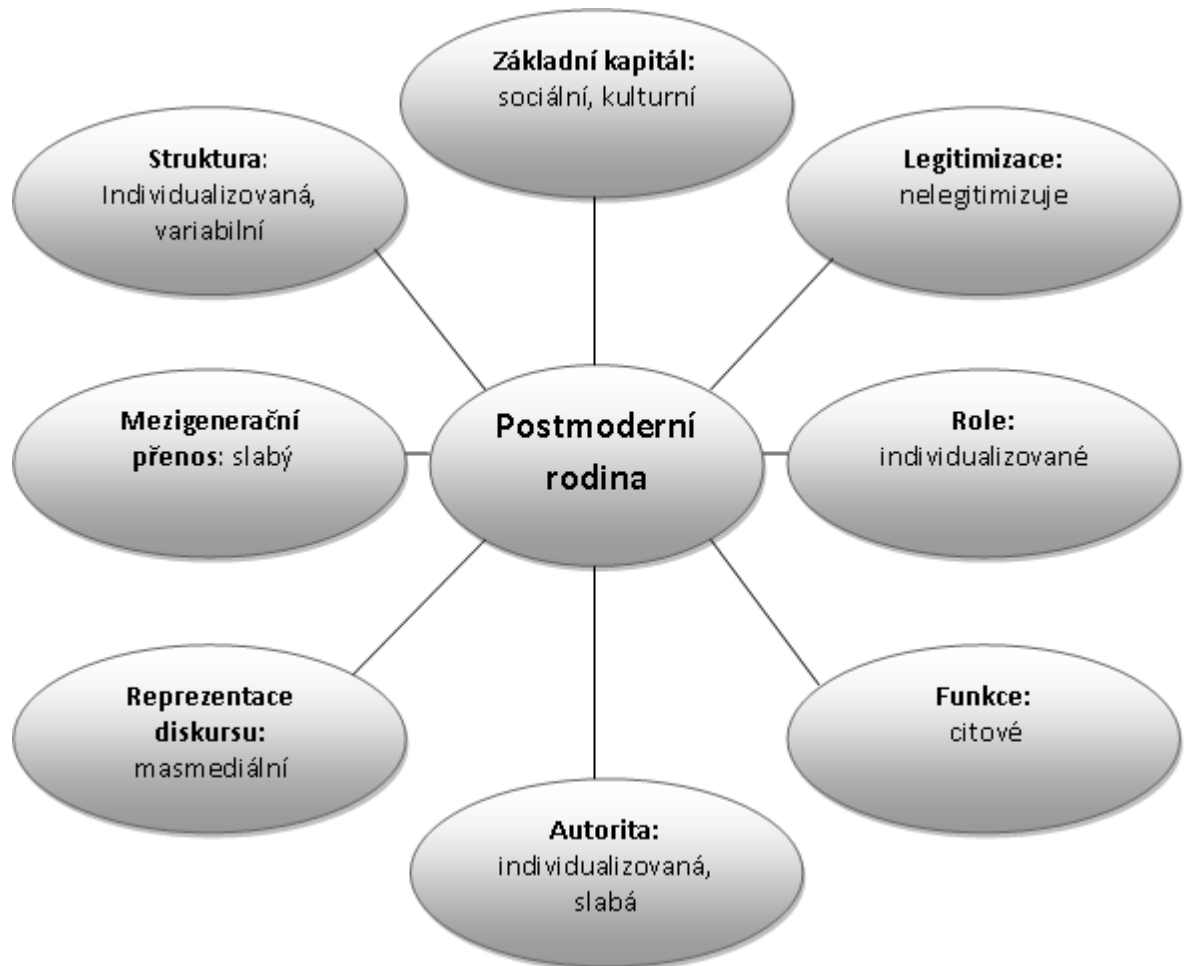 Základní kapitál:
sociální, kulturní
Struktura:
Individualizovaná,
variabilní
Legitimizace:
nelegitimizuje
Mezigenerační
přenos: slabý
Postmoderní
rodina
Role:
individualizované
Reprezentace
diskursu:
masmediální
Funkce:
citové
Autorita:
individualizovaná,
slabá